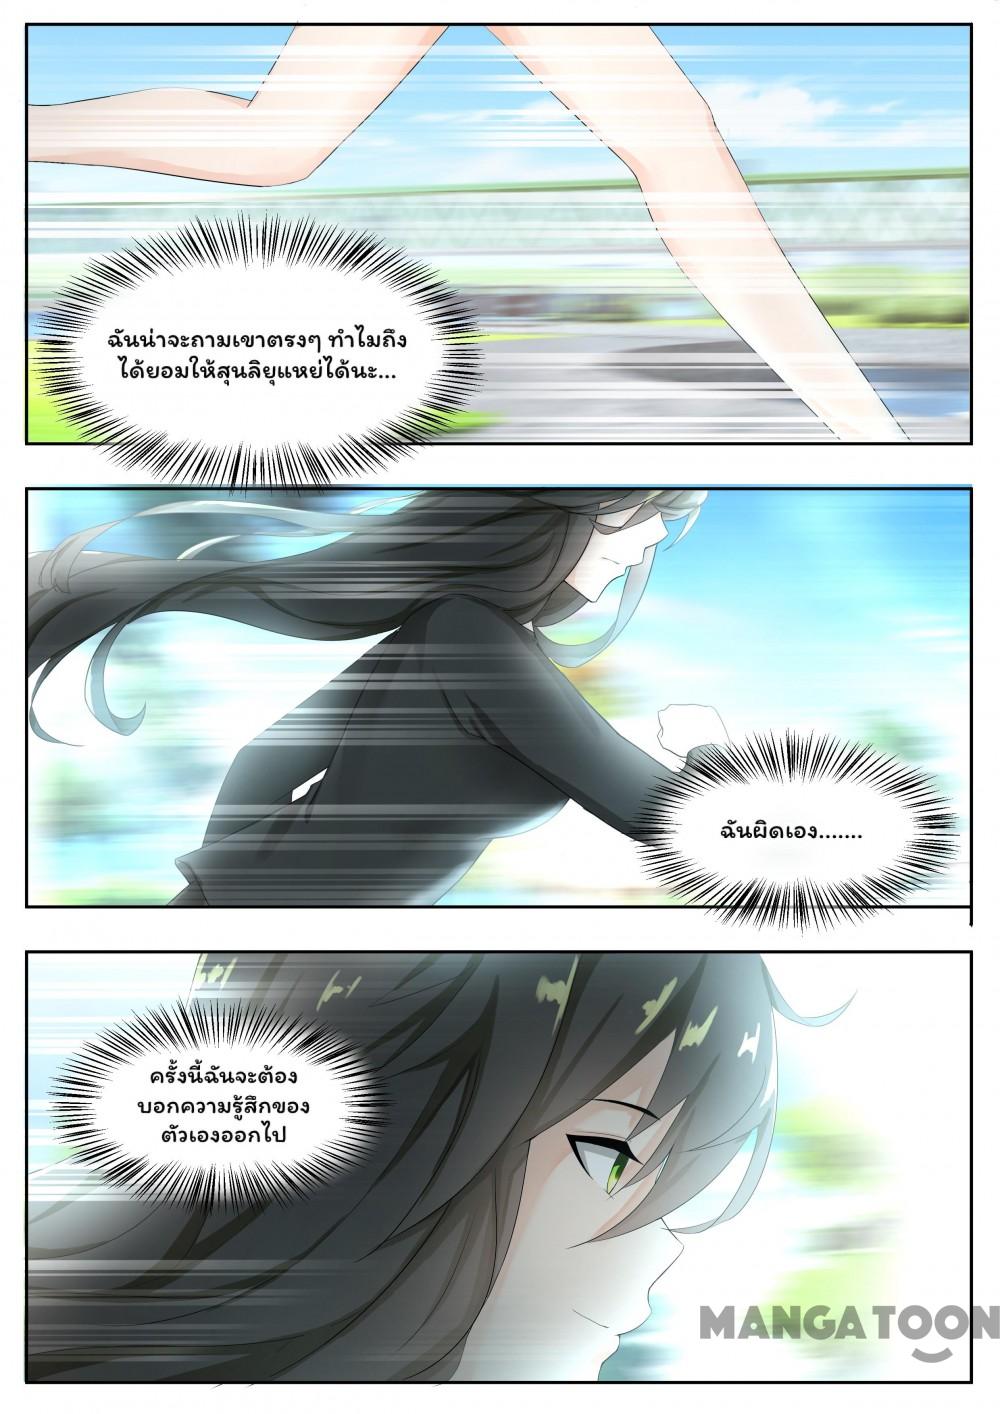 ฉันน่าจะถามเขาตรงๆ ทำไมถึง
ได้ยอมให้สุนลิยุแหย่ได้นะ...
ฉันผิดเอง.......
ครั้งนี้ฉันจะต้อง
บอกความรู้สึกของ
ตัวเองออกไป
MANGATOON